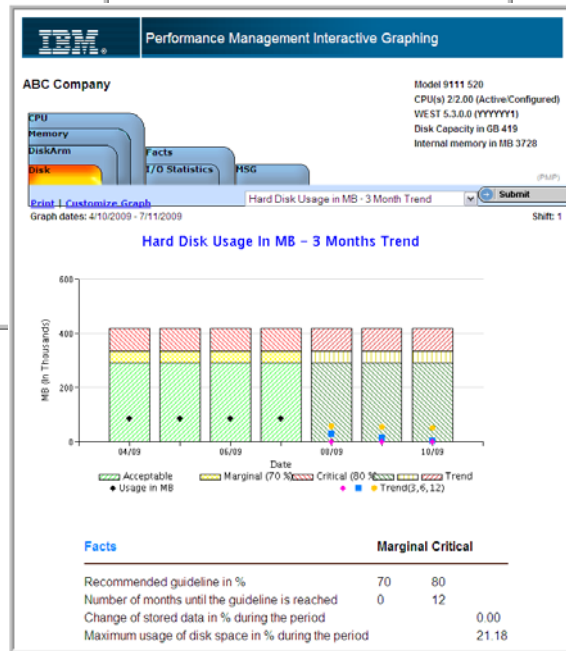 IBM®
Performance Management Interactive Graphing
ABC Company
Model 9111 520
CPU(s) 2/2.00 (Active/Configured)
WEST 5.3.0.0 (YYYYYY1)
Disk Capacity in GB 419
Internal memory in MB 3728
CPU
Memory
DiskArm
Disk
Facts
I/O Statistics
MSG
(PMP)
Print | Customize Graph
Hard Disk Usage in MB - 3 Month Trend
Submit
Graph dates: 4/10/2009 - 7/11/2009
Shift: 1
Hard Disk Usage In MB – 3 Months Trend
600
400
200
0
MB (In Thousands)
04/09 06/09 08/09 10/09
Date
Acceptable Marginal (70 %) Critical (80 %) Trend
Usage in MB Trend(3,6,12)
Facts Marginal Critical
Recommended guideline in % 70 80
Number of months until the guideline is reached 0 12
Change of stored data in % during the period 0.00
Maximum usage of disk space in % during the period 21.18